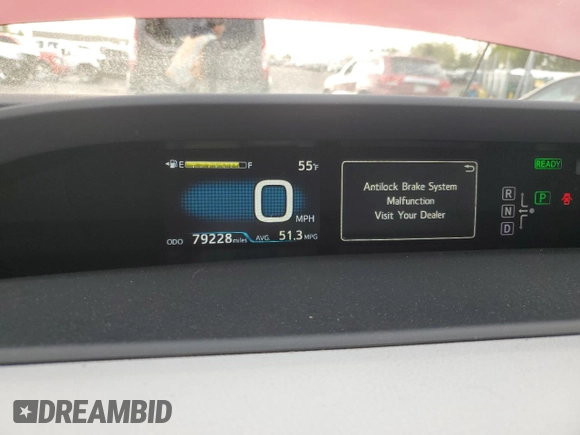 E F
55°F
0 MPH
ODO 79228 miles AVG. 51.3 MPG
Antilock Brake System
Malfunction
Visit Your Dealer
READY
R
N P
D
DREAMBID